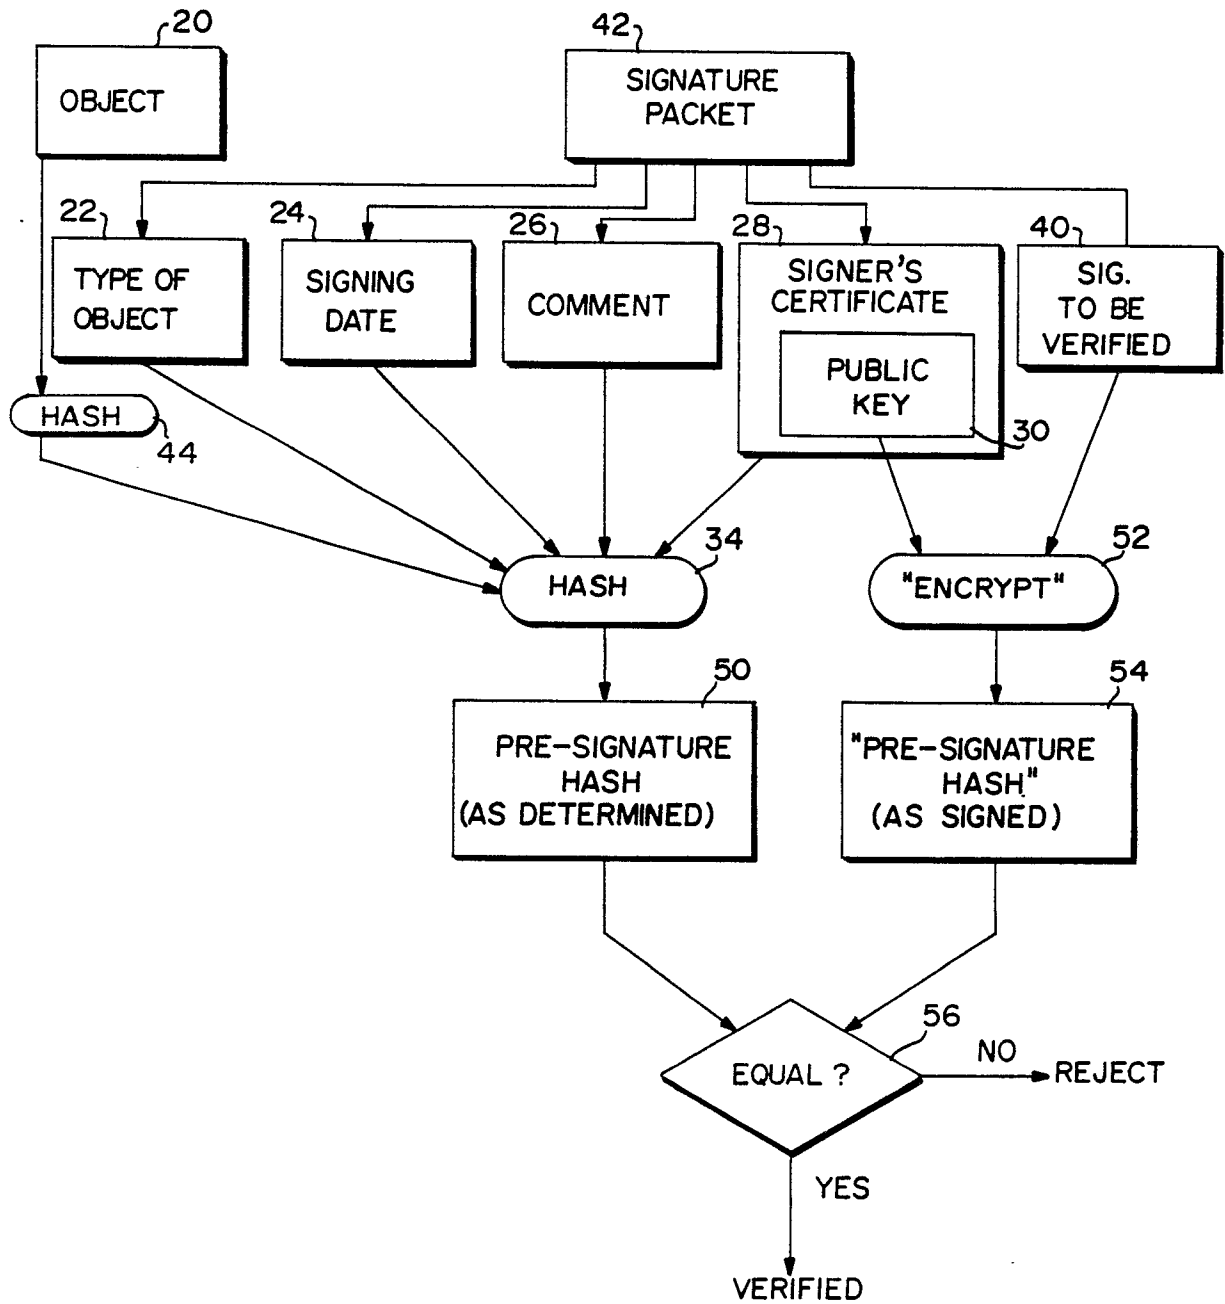 20
OBJECT
42
SIGNATURE
PACKET
22
TYPE OF
OBJECT
24
SIGNING
DATE
26
COMMENT
28
SIGNER'S
CERTIFICATE
PUBLIC
KEY
30
40
SIG.
TO BE
VERIFIED
HASH
44
HASH
34
"ENCRYPT"
52
50
PRE-SIGNATURE
HASH
(AS DETERMINED)
54
"PRE-SIGNATURE
HASH"
(AS SIGNED)
EQUAL ?
56
NO
REJECT
YES
VERIFIED